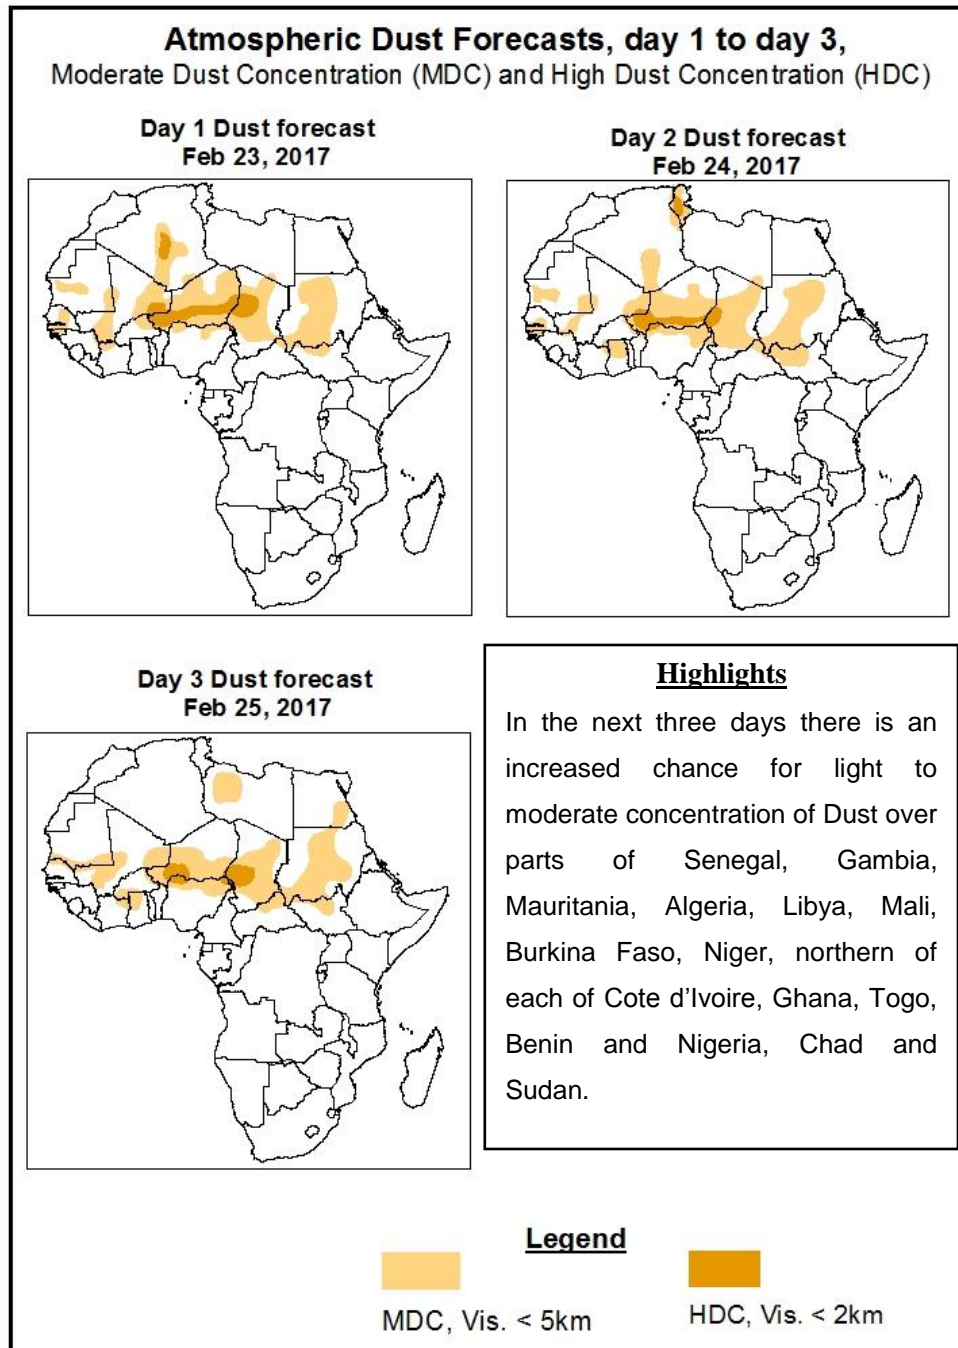 Atmospheric Dust Forecasts, day 1 to day 3,
Moderate Dust Concentration (MDC) and High Dust Concentration (HDC)
Day 1 Dust forecast
Feb 23, 2017
Day 2 Dust forecast
Feb 24, 2017
Day 3 Dust forecast
Feb 25, 2017
Highlights
In the next three days there is an
increased chance for light to
moderate concentration of Dust over
parts of Senegal, Gambia,
Mauritania, Algeria, Libya, Mali,
Burkina Faso, Niger, northern of
each of Cote d’Ivoire, Ghana, Togo,
Benin and Nigeria, Chad and
Sudan.
Legend
MDC, Vis. < 5km
HDC, Vis. < 2km